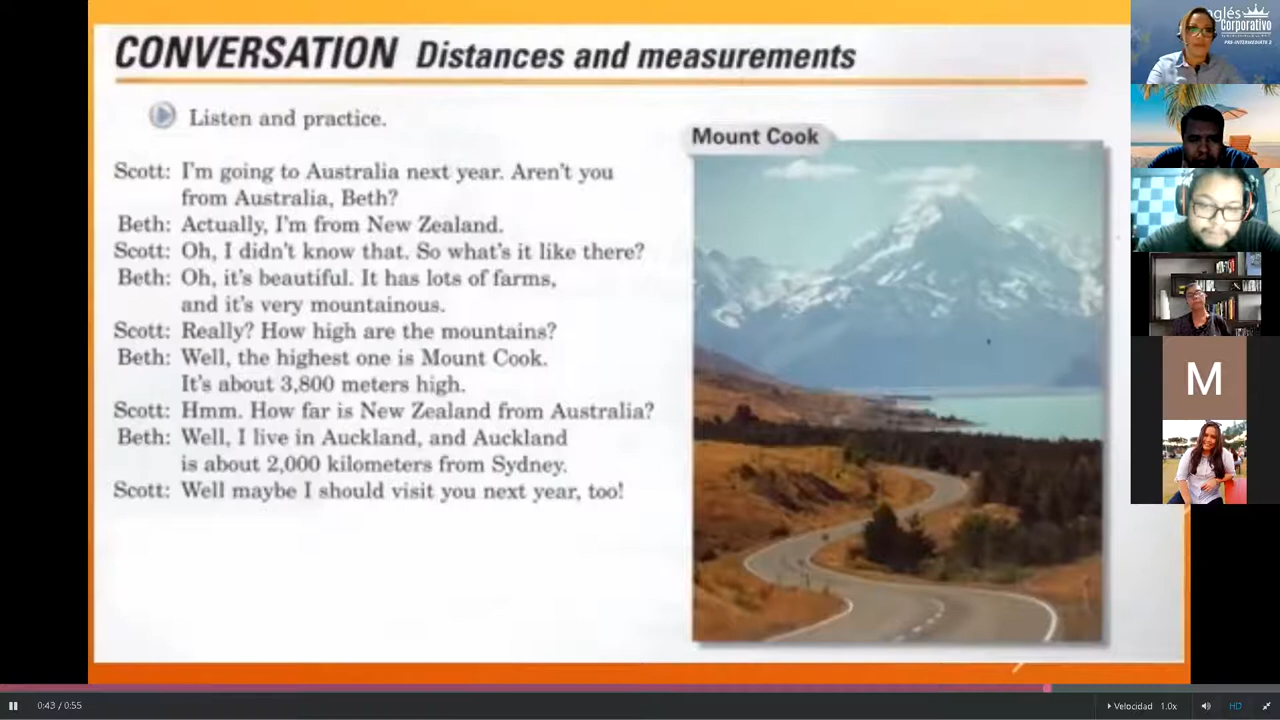 CONVERSATION Distances and measurements
Listen and practice.
Mount Cook
Scott: I'm going to Australia next year. Aren't you
from Australia, Beth?
Beth: Actually, I'm from New Zealand.
Scott: Oh, I didn't know that. So what's it like there?
Beth: Oh, it's beautiful. It has lots of farms,
and it's very mountainous.
Scott: Really? How high are the mountains?
Beth: Well, the highest one is Mount Cook.
It's about 3,800 meters high.
Scott: Hmm. How far is New Zealand from Australia?
Beth: Well, I live in Auckland, and Auckland
is about 2,000 kilometers from Sydney.
Scott: Well maybe I should visit you next year, too!
Corporativo
PRE-INTERMEDIATE 2
M
0:43 / 0:55
Velocidad 1.0x
HD